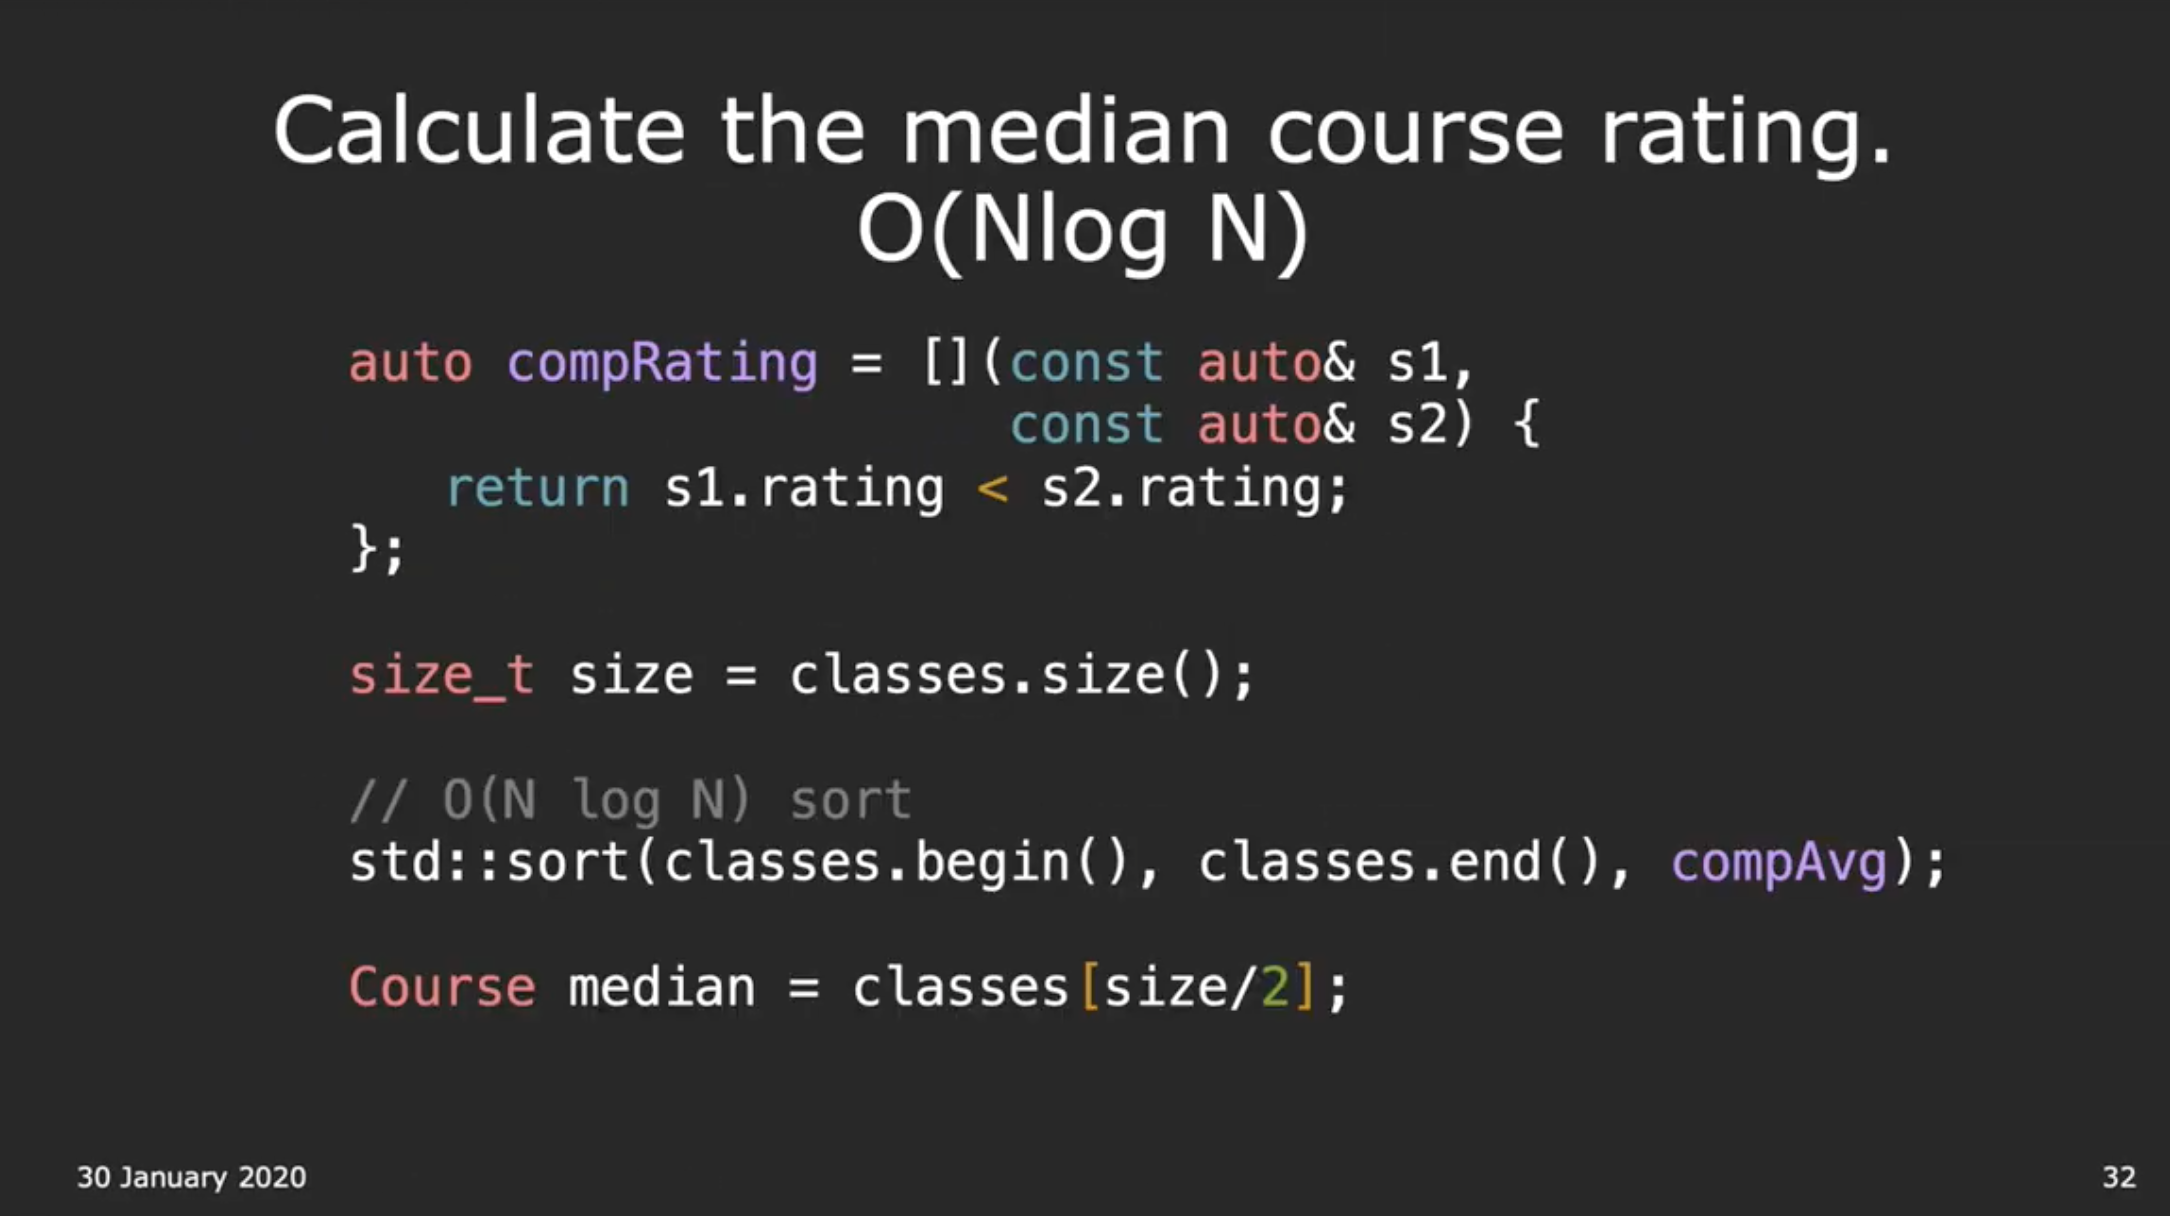 Calculate the median course rating.
O(Nlog N)
auto compRating = [](const auto& s1,
const auto& s2) {
return s1.rating < s2.rating;
};
size_t size = classes.size();
// O(N log N) sort
std::sort(classes.begin(), classes.end(), compAvg);
Course median = classes[size/2];
30 January 2020
32